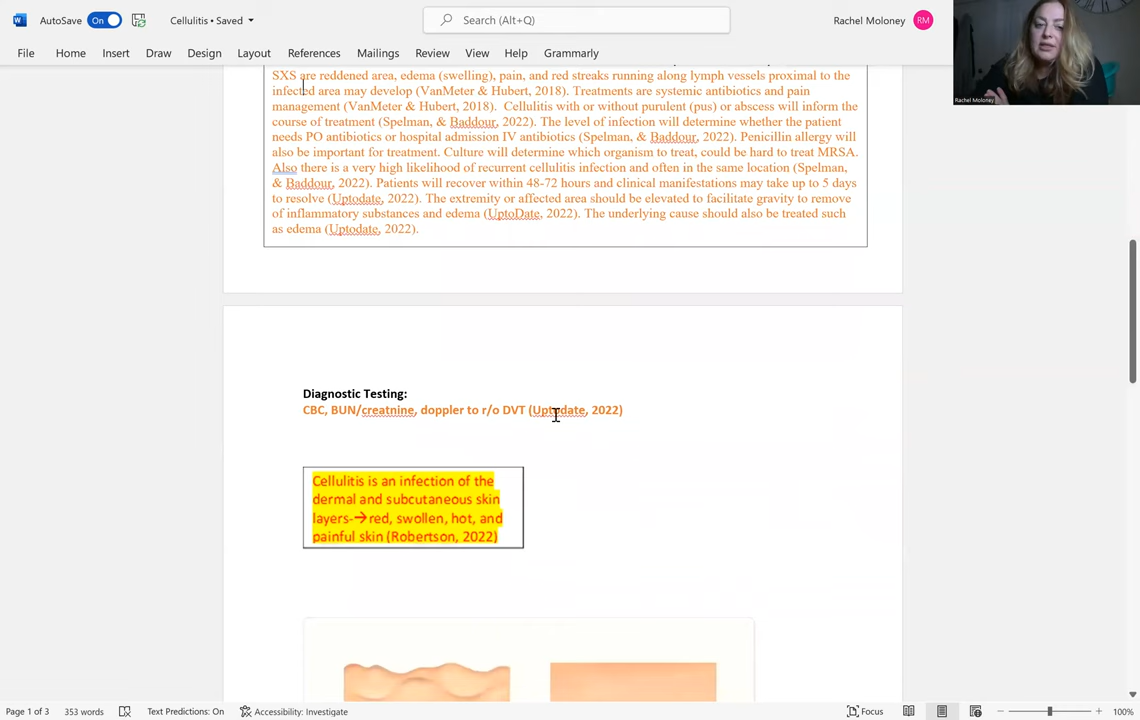 AutoSave On Cellulitis • Saved Search (Alt+Q) Rachel Moloney RM
File Home Insert Draw Design Layout References Mailings Review View Help Grammarly
Rachel Moloney
SXS are reddened area, edema (swelling), pain, and red streaks running along lymph vessels proximal to the
infected area may develop (VanMeter & Hubert, 2018). Treatments are systemic antibiotics and pain
management (VanMeter & Hubert, 2018).  Cellulitis with or without purulent (pus) or abscess will inform the
course of treatment (Spelman, & Baddour, 2022). The level of infection will determine whether the patient
needs PO antibiotics or hospital admission IV antibiotics (Spelman, & Baddour, 2022). Penicillin allergy will
also be important for treatment. Culture will determine which organism to treat, could be hard to treat MRSA.
Also there is a very high likelihood of recurrent cellulitis infection and often in the same location (Spelman,
& Baddour, 2022). Patients will recover within 48-72 hours and clinical manifestations may take up to 5 days
to resolve (Uptodate, 2022). The extremity or affected area should be elevated to facilitate gravity to remove
of inflammatory substances and edema (UptoDate, 2022). The underlying cause should also be treated such
as edema (Uptodate, 2022).
Diagnostic Testing:
CBC, BUN/creatnine, doppler to r/o DVT (Uptodate, 2022)
Cellulitis is an infection of the
dermal and subcutaneous skin
layers-→red, swollen, hot, and
painful skin (Robertson, 2022)
Page 1 of 3 353 words Text Predictions: On Accessibility: Investigate Focus 100%